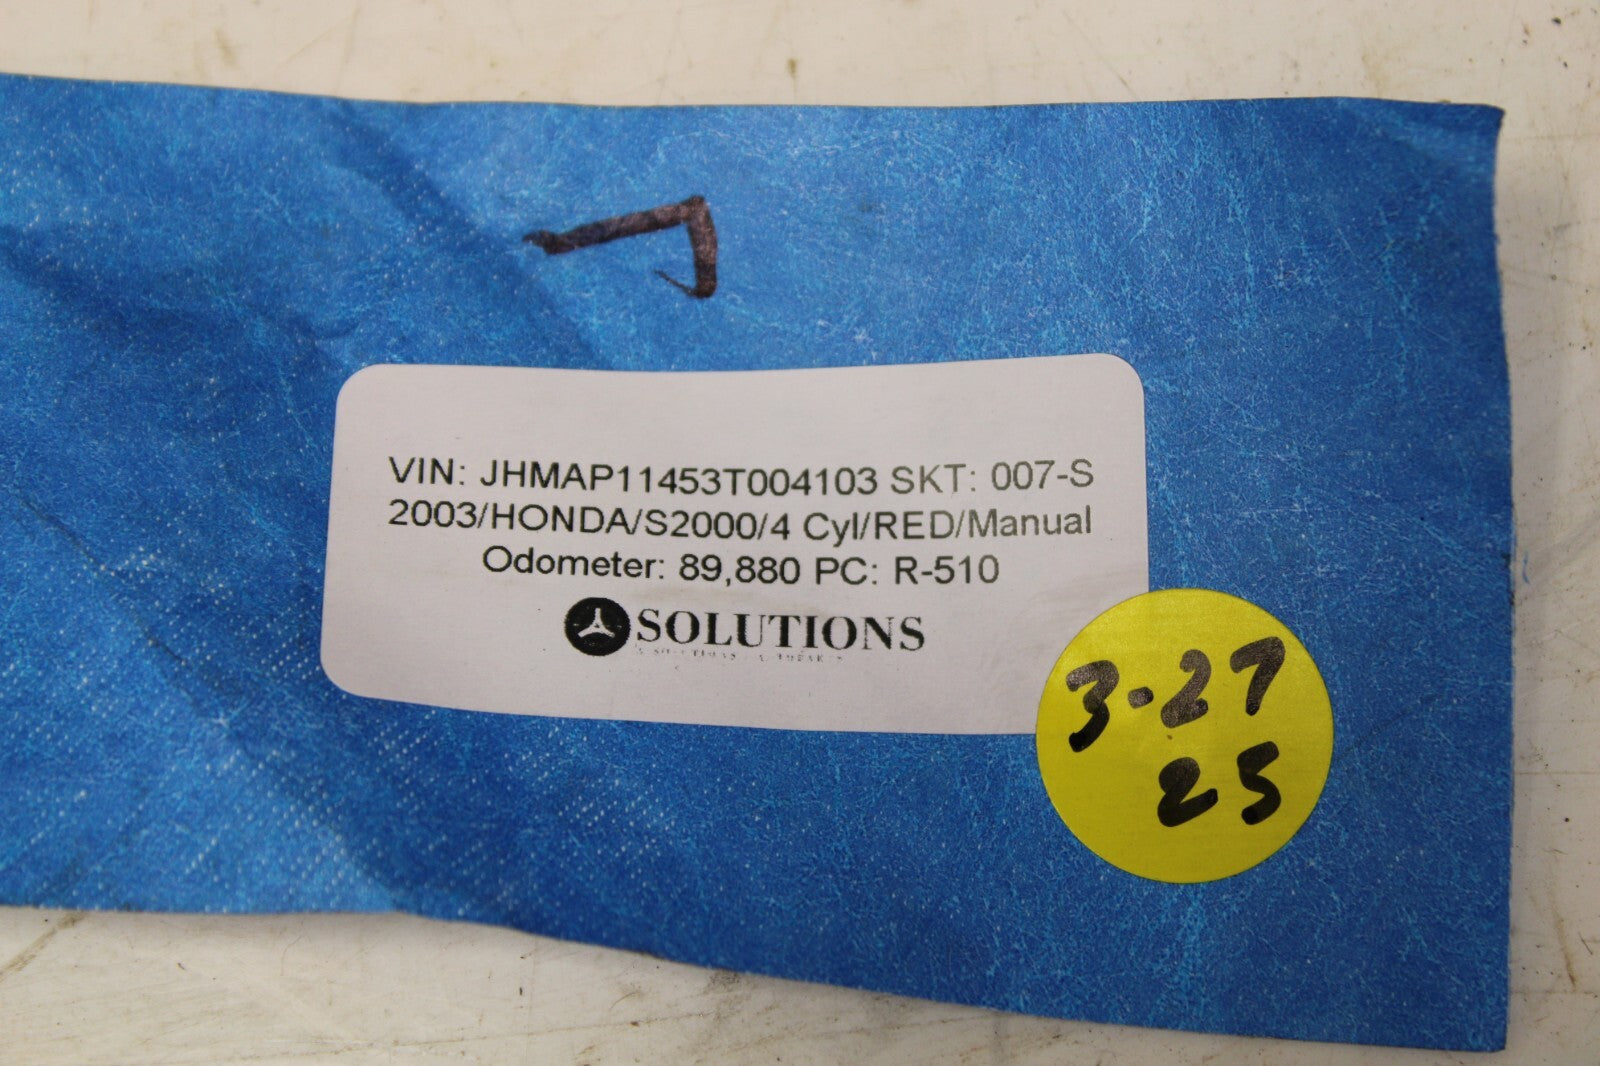 VIN: JHMAP11453T004103 SKT: 007-S
2003/HONDA/S2000/4 Cyl/RED/Manual
Odometer: 89,880 PC: R-510
SOLUTIONS
3-27
25